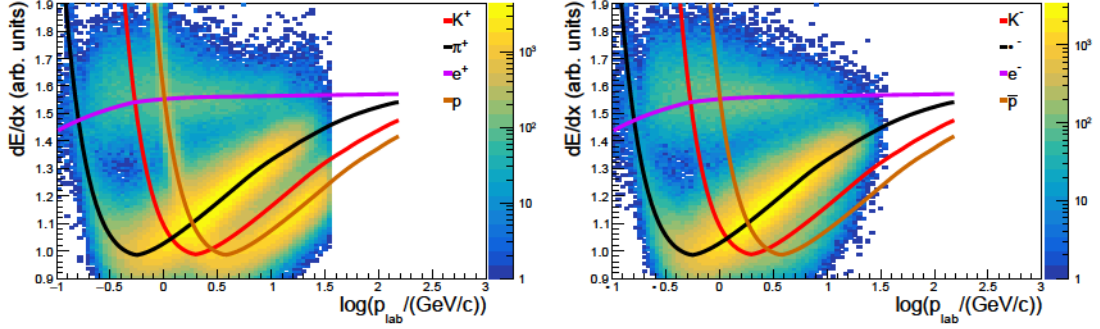 dE/dx (arb. units)
1.9
1.8
1.7
1.6
1.5
1.4
1.3
1.2
1.1
1.0
0.9
K⁺
π⁺
e⁺
p
10³
10²
10
1
-1 -0.5 0 0.5 1 1.5 2 2.5 3
log(p_lab/(GeV/c))
dE/dx (arb. units)
1.9
1.8
1.7
1.6
1.5
1.4
1.3
1.2
1.1
1.0
0.9
K⁻
•⁻
e⁻
p̅
10³
10²
10
1
-1 -0.5 0 0.5 1 1.5 2 2.5 3
log(p_lab/(GeV/c))